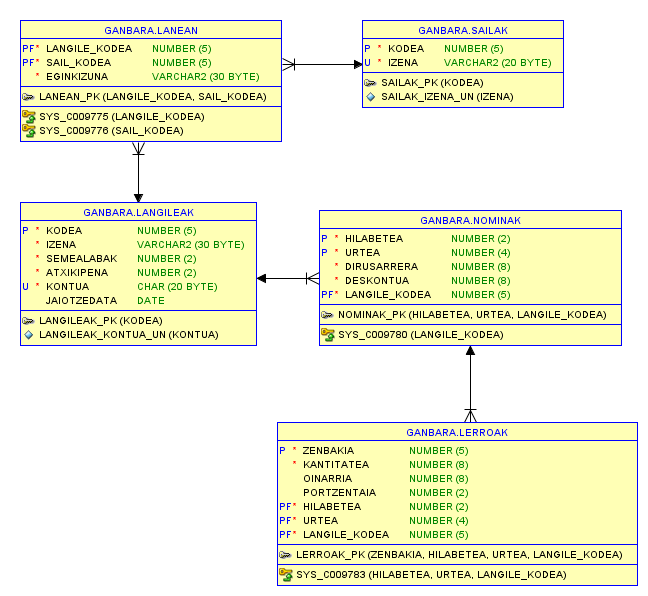 GANBARA.LANEAN
PF* LANGILE_KODEA NUMBER (5)
PF* SAIL_KODEA NUMBER (5)
* EGINKIZUNA VARCHAR2 (30 BYTE)
LANEAN_PK (LANGILE_KODEA, SAIL_KODEA)
SYS_C009775 (LANGILE_KODEA)
SYS_C009776 (SAIL_KODEA)
GANBARA.SAILAK
P * KODEA NUMBER (5)
U * IZENA VARCHAR2 (20 BYTE)
SAILAK_PK (KODEA)
SAILAK_IZENA_UN (IZENA)
GANBARA.LANGILEAK
P * KODEA NUMBER (5)
* IZENA VARCHAR2 (30 BYTE)
* SEMEALABAK NUMBER (2)
* ATXIKIPENA NUMBER (2)
U * KONTUA CHAR (20 BYTE)
JAIOTZEDATA DATE
LANGILEAK_PK (KODEA)
LANGILEAK_KONTUA_UN (KONTUA)
GANBARA.NOMINAK
P * HILABETEA NUMBER (2)
P * URTEA NUMBER (4)
* DIRUSARRERA NUMBER (8)
* DESKONTUA NUMBER (8)
PF* LANGILE_KODEA NUMBER (5)
NOMINAK_PK (HILABETEA, URTEA, LANGILE_KODEA)
SYS_C009780 (LANGILE_KODEA)
GANBARA.LERROAK
P * ZENBAKIA NUMBER (5)
* KANTITATEA NUMBER (8)
OINARRIA NUMBER (8)
PORTZENTAIA NUMBER (2)
PF* HILABETEA NUMBER (2)
PF* URTEA NUMBER (4)
PF* LANGILE_KODEA NUMBER (5)
LERROAK_PK (ZENBAKIA, HILABETEA, URTEA, LANGILE_KODEA)
SYS_C009783 (HILABETEA, URTEA, LANGILE_KODEA)